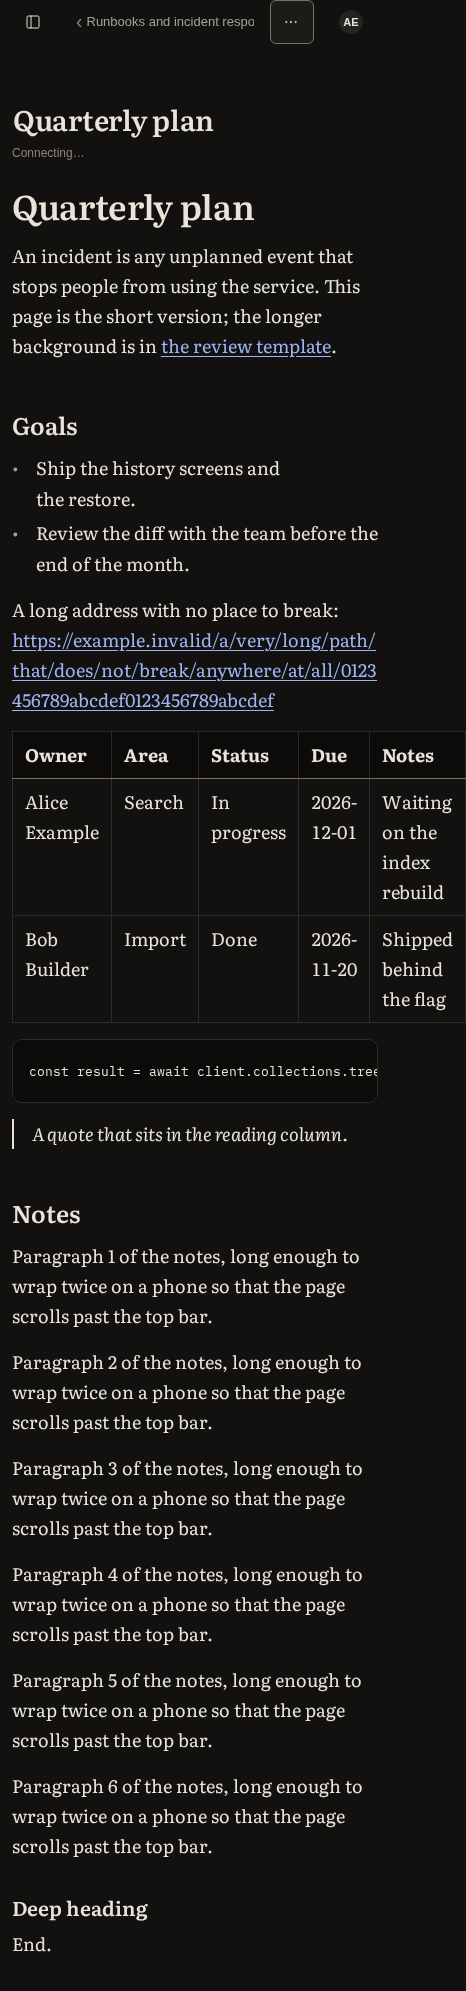 ‹ Runbooks and incident respo
...
AE
Quarterly plan
Connecting…
Quarterly plan
An incident is any unplanned event that
stops people from using the service. This
page is the short version; the longer
background is in the review template.
Goals
• Ship the history screens and
the restore.
• Review the diff with the team before the
end of the month.
A long address with no place to break:
https://example.invalid/a/very/long/path/
that/does/not/break/anywhere/at/all/0123
456789abcdef0123456789abcdef
Owner Area Status Due Notes
Alice Search In 2026- Waiting
Example progress 12-01 on the
index
rebuild
Bob Import Done 2026- Shipped
Builder 11-20 behind
the flag
const result = await client.collections.tree
A quote that sits in the reading column.
Notes
Paragraph 1 of the notes, long enough to
wrap twice on a phone so that the page
scrolls past the top bar.
Paragraph 2 of the notes, long enough to
wrap twice on a phone so that the page
scrolls past the top bar.
Paragraph 3 of the notes, long enough to
wrap twice on a phone so that the page
scrolls past the top bar.
Paragraph 4 of the notes, long enough to
wrap twice on a phone so that the page
scrolls past the top bar.
Paragraph 5 of the notes, long enough to
wrap twice on a phone so that the page
scrolls past the top bar.
Paragraph 6 of the notes, long enough to
wrap twice on a phone so that the page
scrolls past the top bar.
Deep heading
End.